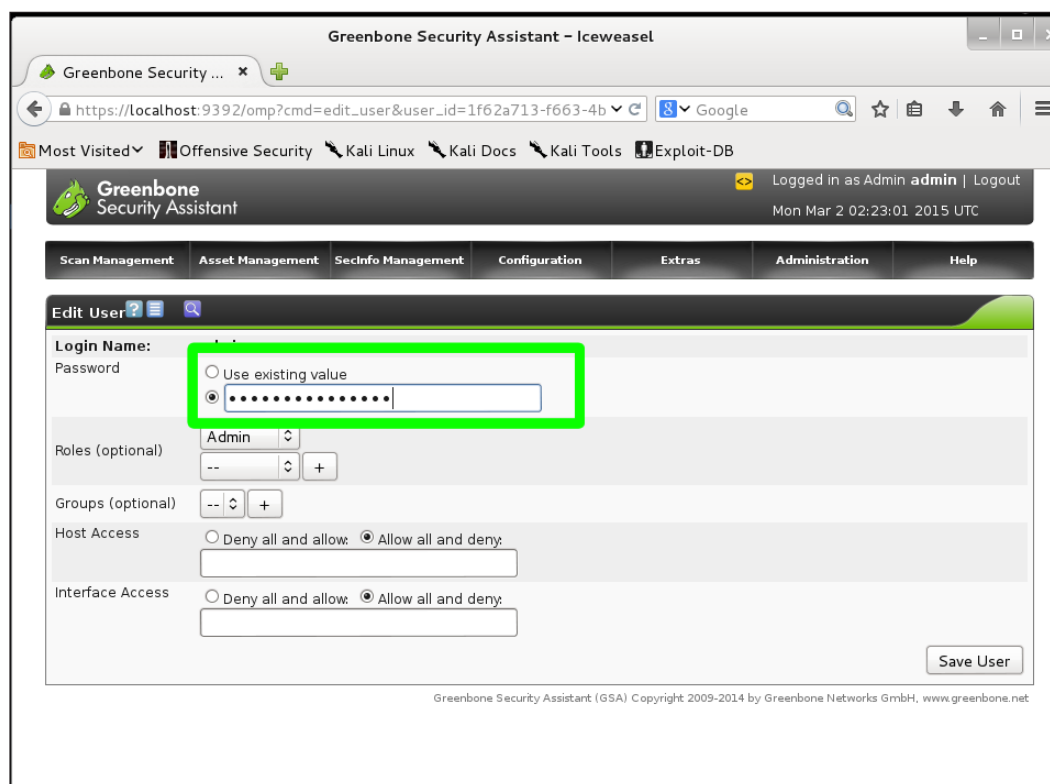 Greenbone Security Assistant - Iceweasel
Greenbone Security ...
https://localhost:9392/omp?cmd=edit_user&user_id=1f62a713-f663-4b
8 Google
Most Visited Offensive Security Kali Linux Kali Docs Kali Tools Exploit-DB
Greenbone
Security Assistant
<> Logged in as Admin admin | Logout
Mon Mar 2 02:23:01 2015 UTC
Scan Management Asset Management SecInfo Management Configuration Extras Administration Help
Edit User ?
Login Name:
Password
Use existing value
•••••••••••••••
Roles (optional)
Admin
-- +
Groups (optional) -- +
Host Access Deny all and allow: Allow all and deny:
Interface Access Deny all and allow: Allow all and deny:
Save User
Greenbone Security Assistant (GSA) Copyright 2009-2014 by Greenbone Networks GmbH, www.greenbone.net